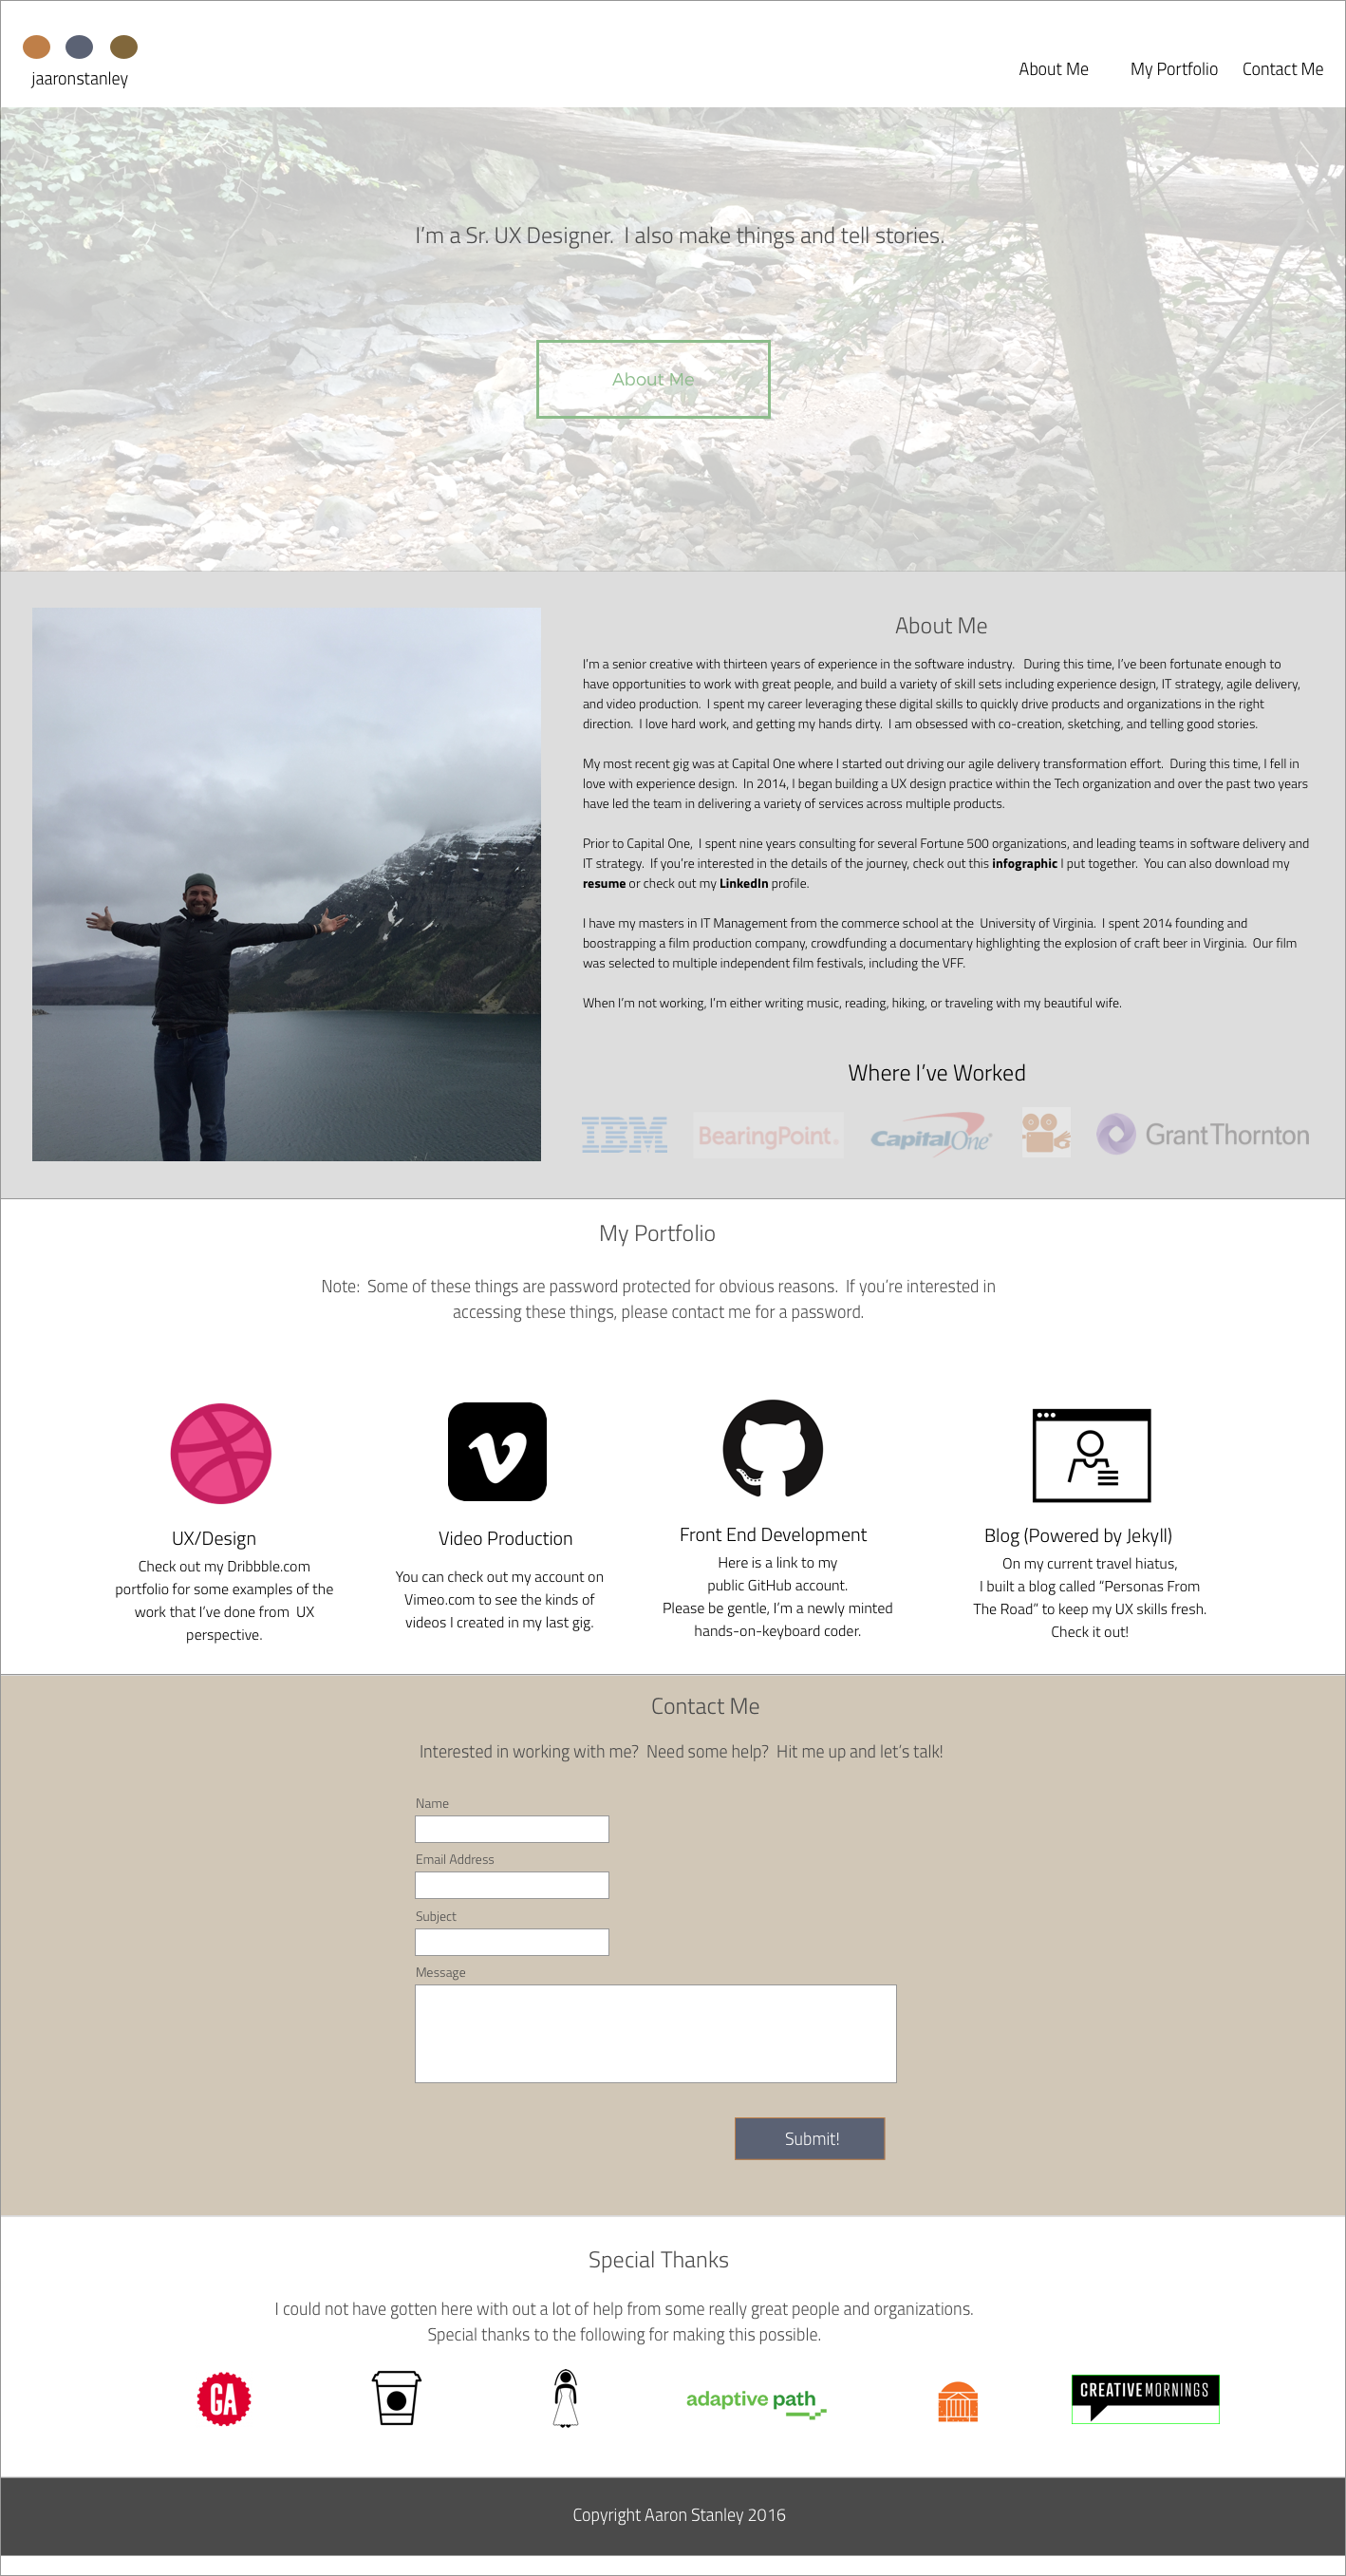 jaaronstanley
About Me
My Portfolio
Contact Me
I'm a Sr. UX Designer.  I also make things and tell stories.
About Me
About Me
I'm a senior creative with thirteen years of experience in the software industry.   During this time, I've been fortunate enough to
have opportunities to work with great people, and build a variety of skill sets including experience design, IT strategy, agile delivery,
and video production.  I spent my career leveraging these digital skills to quickly drive products and organizations in the right
direction.  I love hard work, and getting my hands dirty.  I am obsessed with co-creation, sketching, and telling good stories.
My most recent gig was at Capital One where I started out driving our agile delivery transformation effort.  During this time, I fell in
love with experience design.  In 2014, I began building a UX design practice within the Tech organization and over the past two years
have led the team in delivering a variety of services across multiple products.
Prior to Capital One,  I spent nine years consulting for several Fortune 500 organizations, and leading teams in software delivery and
IT strategy.  If you're interested in the details of the journey, check out this infographic I put together.  You can also download my
resume or check out my LinkedIn profile.
I have my masters in IT Management from the commerce school at the  University of Virginia.  I spent 2014 founding and
boostrapping a film production company, crowdfunding a documentary highlighting the explosion of craft beer in Virginia.  Our film
was selected to multiple independent film festivals, including the VFF.
When I'm not working, I'm either writing music, reading, hiking, or traveling with my beautiful wife.
Where I've Worked
IBM
BearingPoint
CapitalOne
GrantThornton
My Portfolio
Note:  Some of these things are password protected for obvious reasons.  If you're interested in
accessing these things, please contact me for a password.
UX/Design
Check out my Dribbble.com
portfolio for some examples of the
work that I've done from  UX
perspective.
Video Production
You can check out my account on
Vimeo.com to see the kinds of
videos I created in my last gig.
Front End Development
Here is a link to my
public GitHub account.
Please be gentle, I'm a newly minted
hands-on-keyboard coder.
Blog (Powered by Jekyll)
On my current travel hiatus,
I built a blog called "Personas From
The Road" to keep my UX skills fresh.
Check it out!
Contact Me
Interested in working with me?  Need some help?  Hit me up and let's talk!
Name
Email Address
Subject
Message
Submit!
Special Thanks
I could not have gotten here with out a lot of help from some really great people and organizations.
Special thanks to the following for making this possible.
GA
adaptive path
CREATIVEMORNINGS
Copyright Aaron Stanley 2016